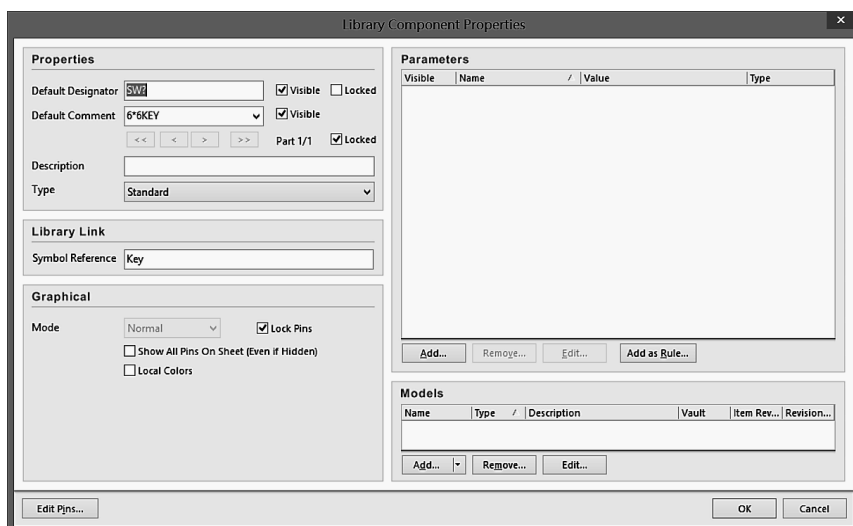 Library Component Properties
Properties
Default Designator SW? Visible Locked
Default Comment 6*6KEY Visible
<< < > >> Part 1/1 Locked
Description
Type Standard
Library Link
Symbol Reference Key
Graphical
Mode Normal Lock Pins
Show All Pins On Sheet (Even if Hidden)
Local Colors
Parameters
Visible Name / Value Type
Add... Remove... Edit... Add as Rule...
Models
Name Type / Description Vault Item Rev... Revision...
Add... Remove... Edit...
Edit Pins... OK Cancel